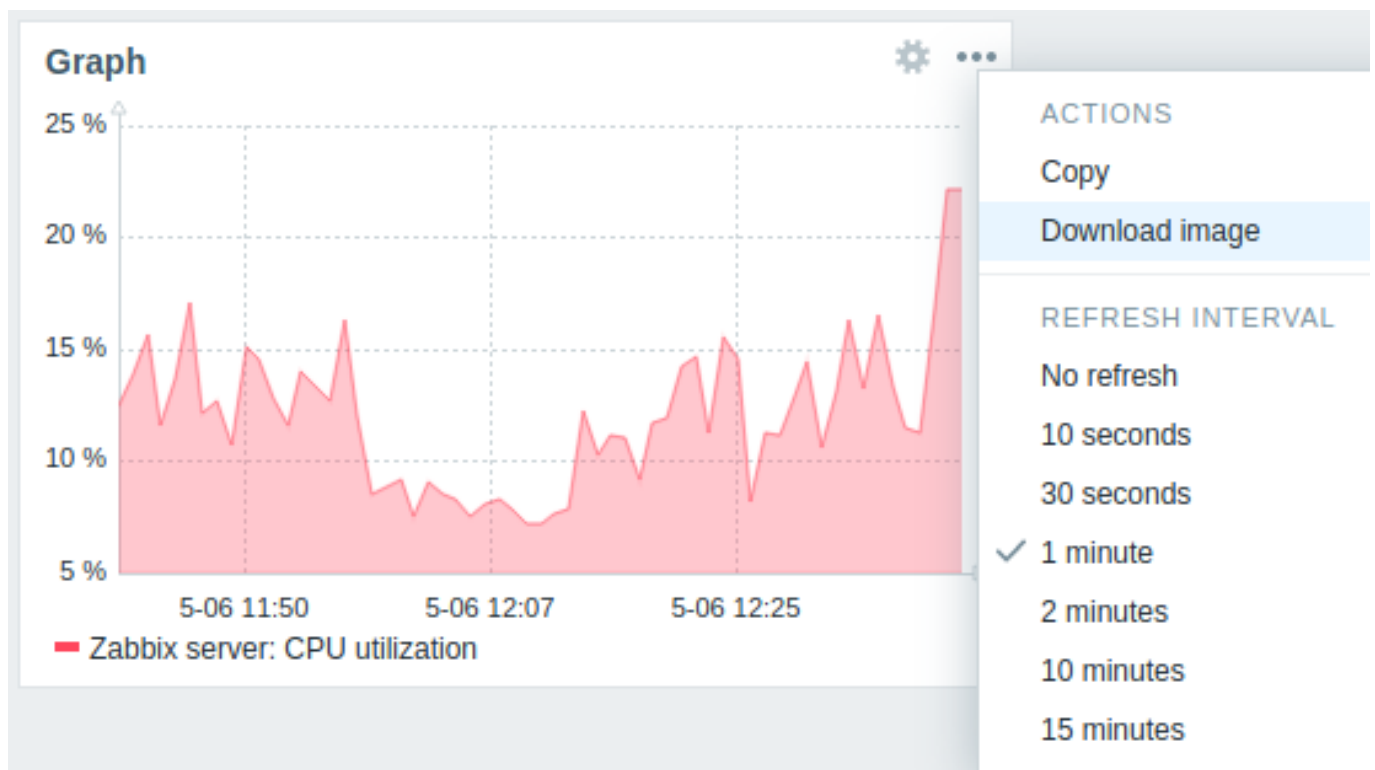 Graph
25 %
20 %
15 %
10 %
5 %
5-06 11:50 5-06 12:07 5-06 12:25
Zabbix server: CPU utilization
ACTIONS
Copy
Download image
REFRESH INTERVAL
No refresh
10 seconds
30 seconds
1 minute
2 minutes
10 minutes
15 minutes